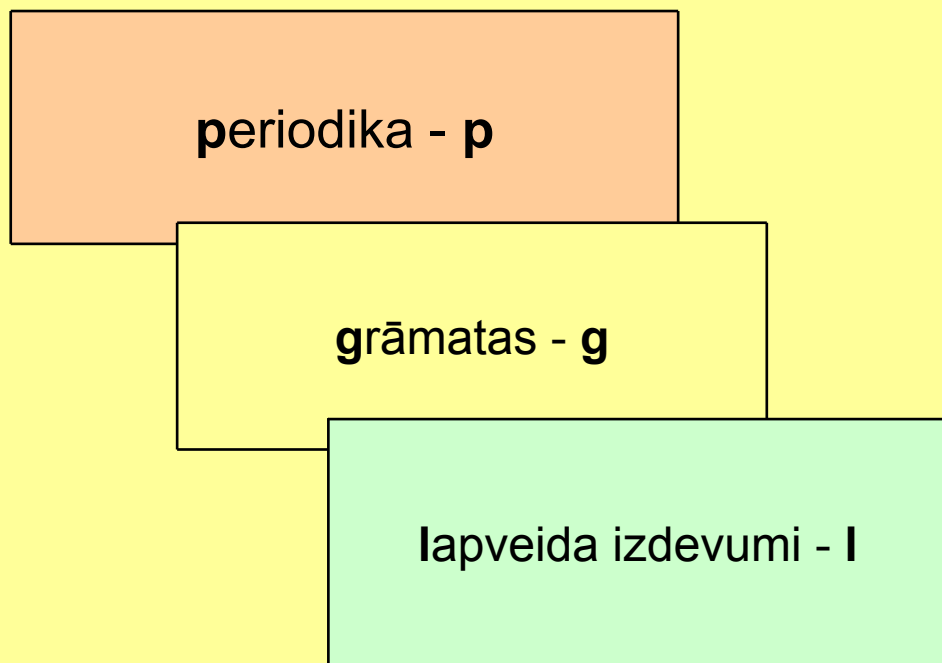 periodika - p
grāmatas - g
lapveida izdevumi - l